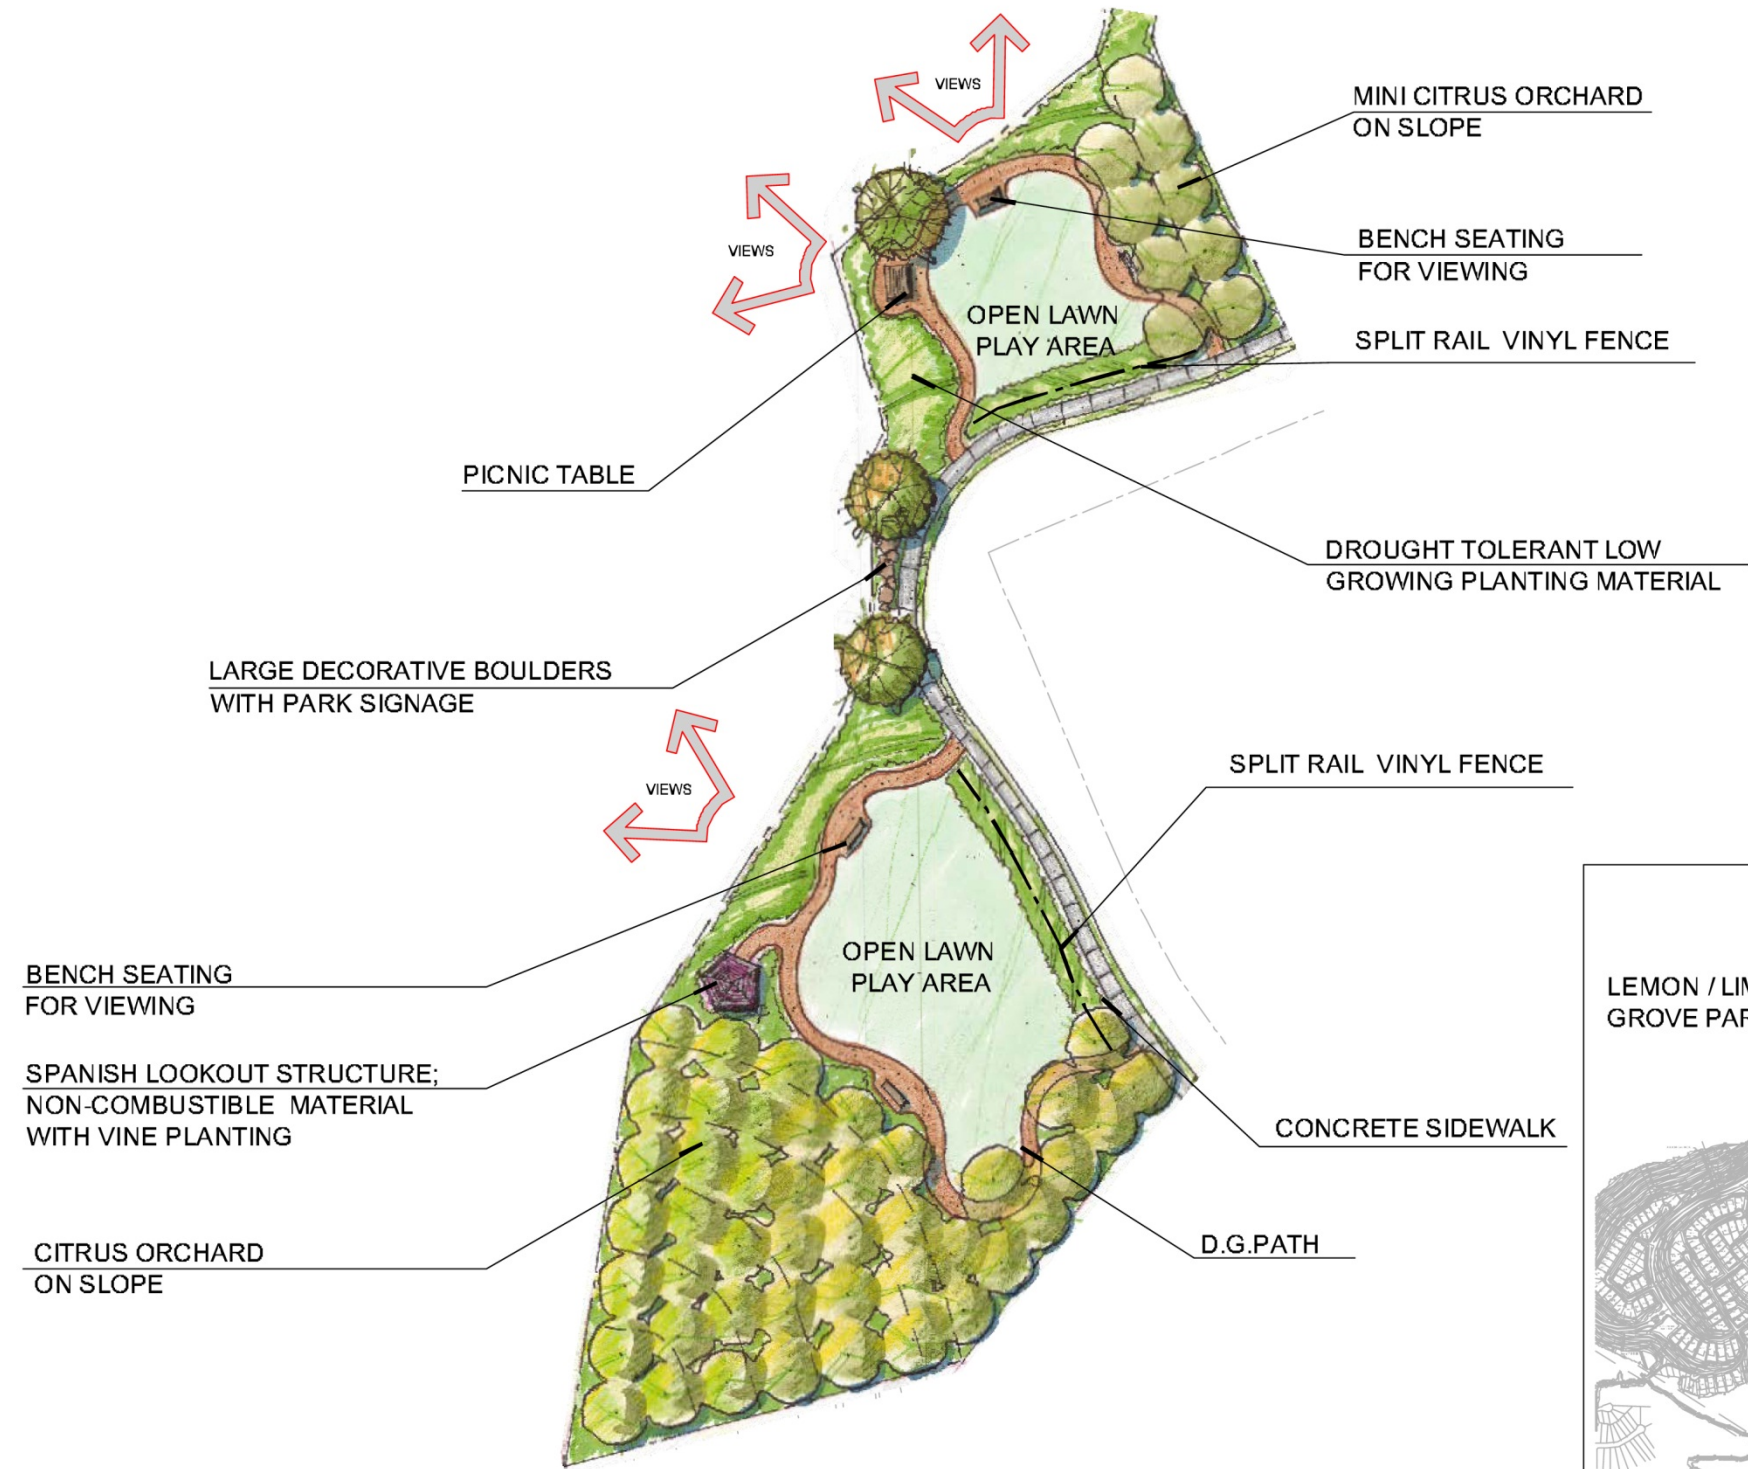 VIEWS
MINI CITRUS ORCHARD
ON SLOPE
VIEWS
BENCH SEATING
FOR VIEWING
OPEN LAWN
PLAY AREA
SPLIT RAIL VINYL FENCE
PICNIC TABLE
DROUGHT TOLERANT LOW
GROWING PLANTING MATERIAL
LARGE DECORATIVE BOULDERS
WITH PARK SIGNAGE
VIEWS
SPLIT RAIL VINYL FENCE
OPEN LAWN
PLAY AREA
BENCH SEATING
FOR VIEWING
LEMON /
GROVE
SPANISH LOOKOUT STRUCTURE;
NON-COMBUSTIBLE MATERIAL
WITH VINE PLANTING
CONCRETE SIDEWALK
CITRUS ORCHARD
ON SLOPE
D.G.PATH